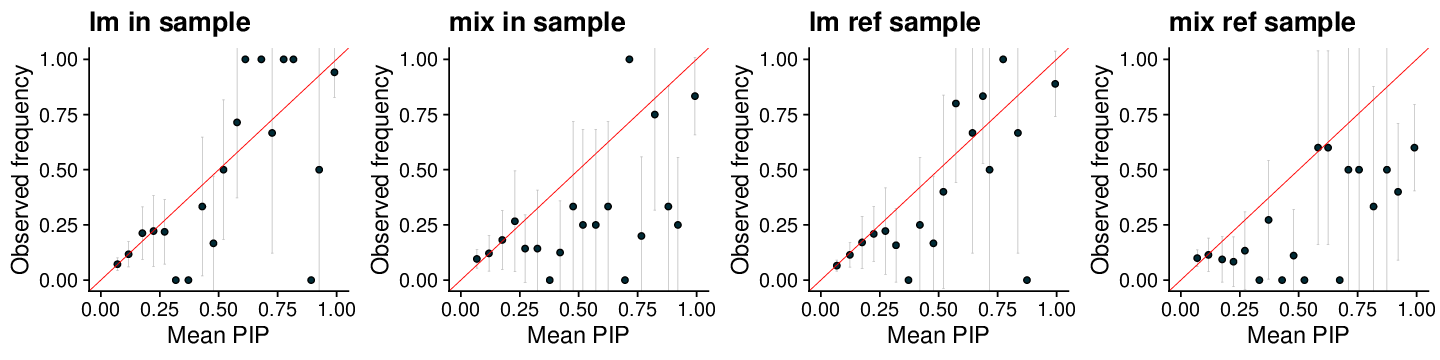 lm in sample
mix in sample
lm ref sample
mix ref sample
Observed frequency
1.00
0.75
0.50
0.25
0.00
0.00 0.25 0.50 0.75 1.00
Mean PIP
Observed frequency
1.00
0.75
0.50
0.25
0.00
0.00 0.25 0.50 0.75 1.00
Mean PIP
Observed frequency
1.00
0.75
0.50
0.25
0.00
0.00 0.25 0.50 0.75 1.00
Mean PIP
Observed frequency
1.00
0.75
0.50
0.25
0.00
0.00 0.25 0.50 0.75 1.00
Mean PIP